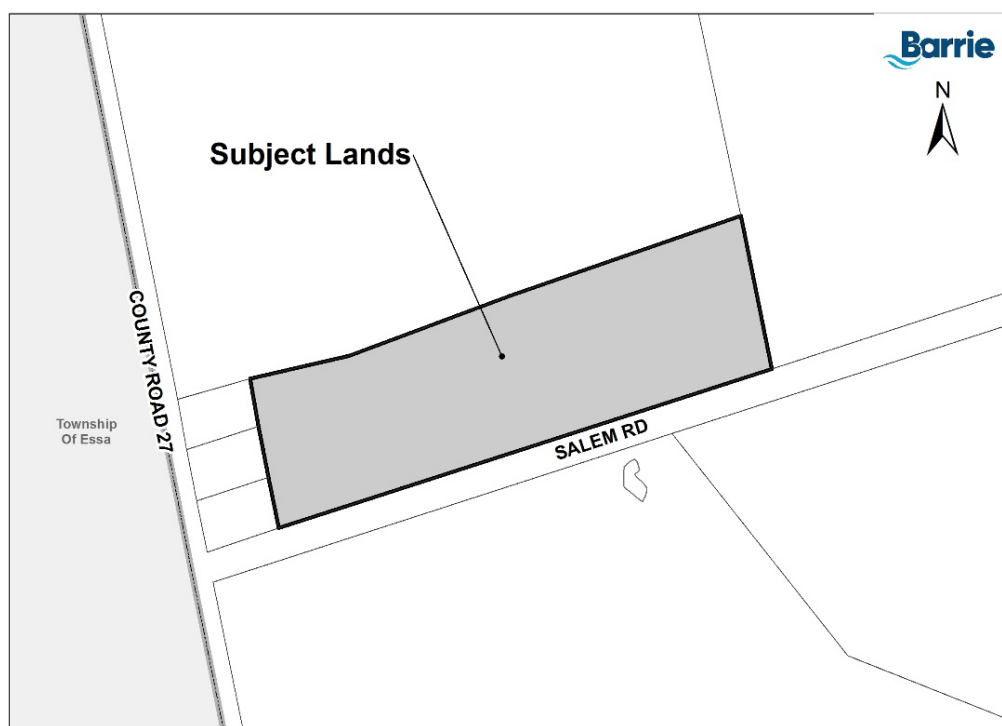 Barrie
N
Subject Lands
COUNTY ROAD 27
Township
Of Essa
SALEM RD